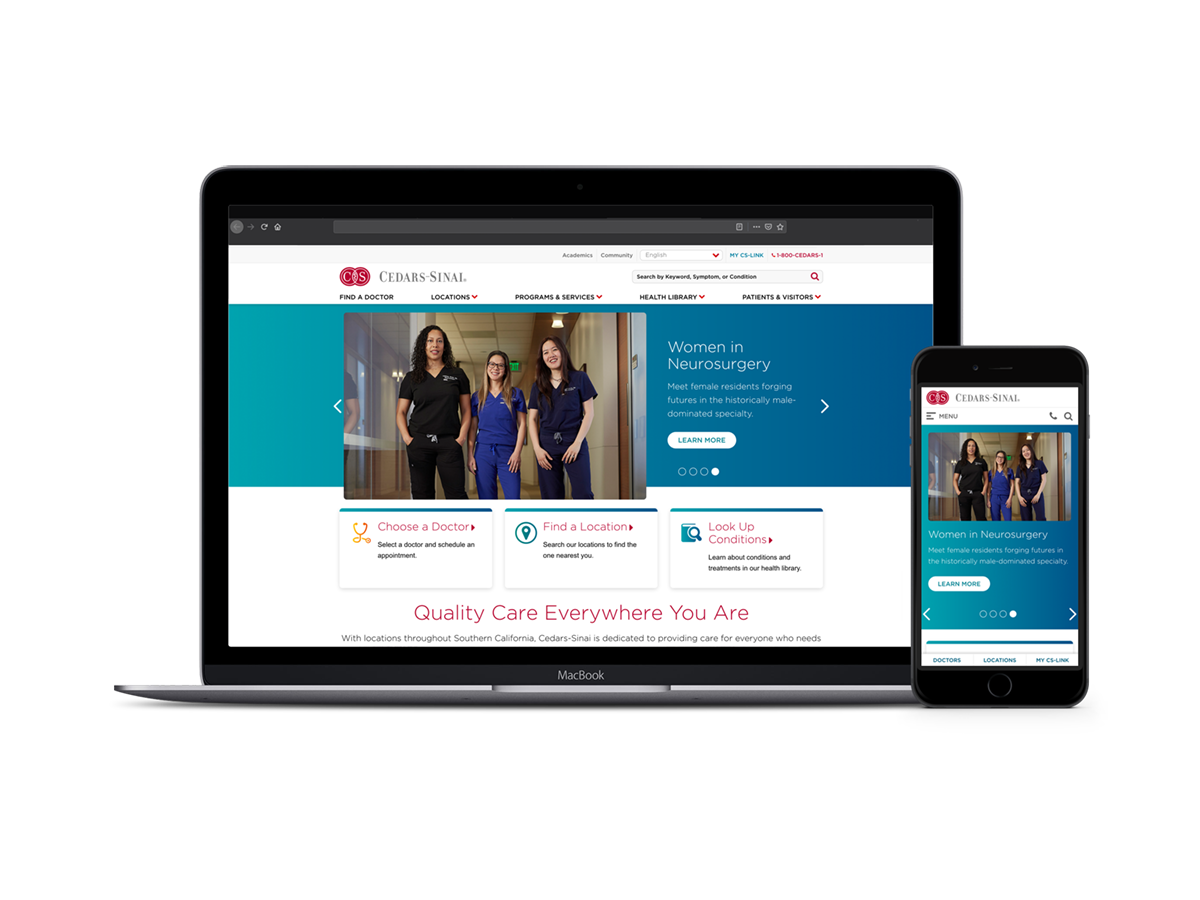 Academics Community English MY CS-LINK 1-800-CEDARS-1
CS CEDARS-SINAI® Search by Keyword, Symptom, or Condition
FIND A DOCTOR LOCATIONS PROGRAMS & SERVICES HEALTH LIBRARY PATIENTS & VISITORS
Women in
Neurosurgery
Meet female residents forging
futures in the historically male-
dominated specialty.
LEARN MORE
Choose a Doctor
Select a doctor and schedule an
appointment.
Find a Location
Search our locations to find the
one nearest you.
Look Up
Conditions
Learn about conditions and
treatments in our health library.
Quality Care Everywhere You Are
With locations throughout Southern California, Cedars-Sinai is dedicated to providing care for everyone who needs
MacBook
CS CEDARS-SINAI
MENU
Women in Neurosurgery
Meet female residents forging futures in
the historically male-dominated specialty.
LEARN MORE
DOCTORS LOCATIONS MY CS-LINK